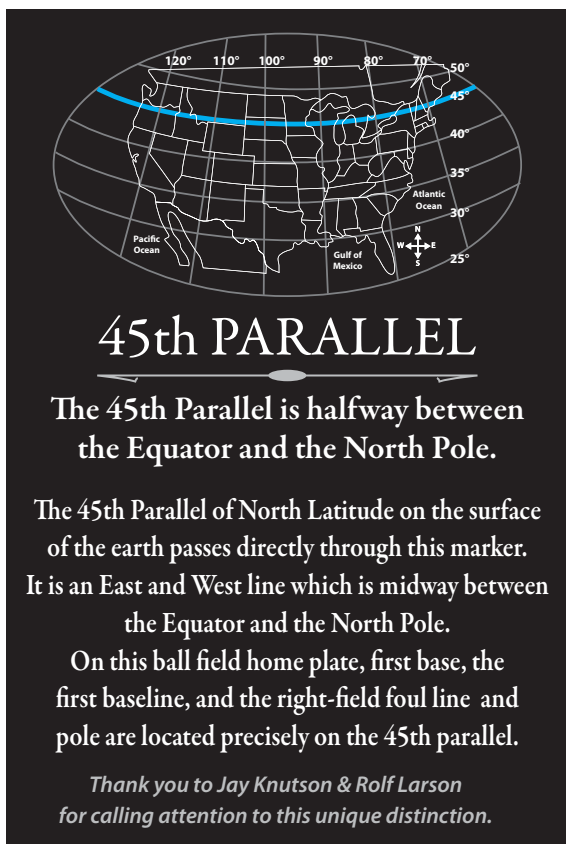 120° 110° 100° 90° 80° 70°
50°
45°
40°
35°
30°
25°
Atlantic
Ocean
N
W E
S
Pacific
Ocean
Gulf of
Mexico
45th PARALLEL
The 45th Parallel is halfway between
the Equator and the North Pole.
The 45th Parallel of North Latitude on the surface
of the earth passes directly through this marker.
It is an East and West line which is midway between
the Equator and the North Pole.
On this ball field home plate, first base, the
first baseline, and the right-field foul line and
pole are located precisely on the 45th parallel.
Thank you to Jay Knutson & Rolf Larson
for calling attention to this unique distinction.